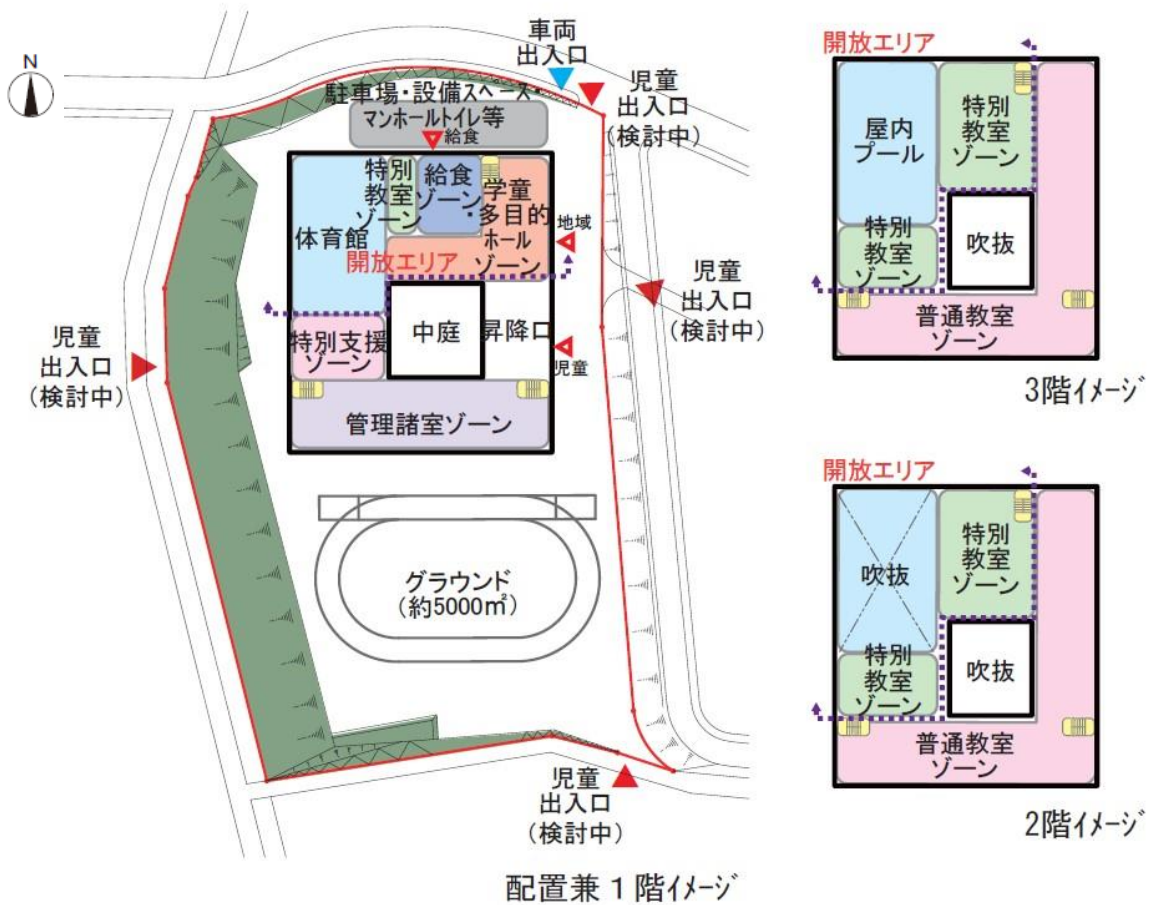 N
車両
出入口
児童
出入口
(検討中)
駐車場・設備スペース・
マンホールトイレ等
給食
特別
教室
ゾーン
給食
ゾーン・
学童
多目的
ホール
ゾーン
地域
体育館
開放エリア
児童
出入口
(検討中)
児童
出入口
(検討中)
特別支援
ゾーン
中庭
昇降口
児童
管理諸室ゾーン
グラウンド
(約5000㎡)
児童
出入口
(検討中)
配置兼1階イメージ
開放エリア
屋内
プール
特別
教室
ゾーン
特別
教室
ゾーン
吹抜
普通教室
ゾーン
3階イメージ
開放エリア
吹抜
特別
教室
ゾーン
特別
教室
ゾーン
吹抜
普通教室
ゾーン
2階イメージ